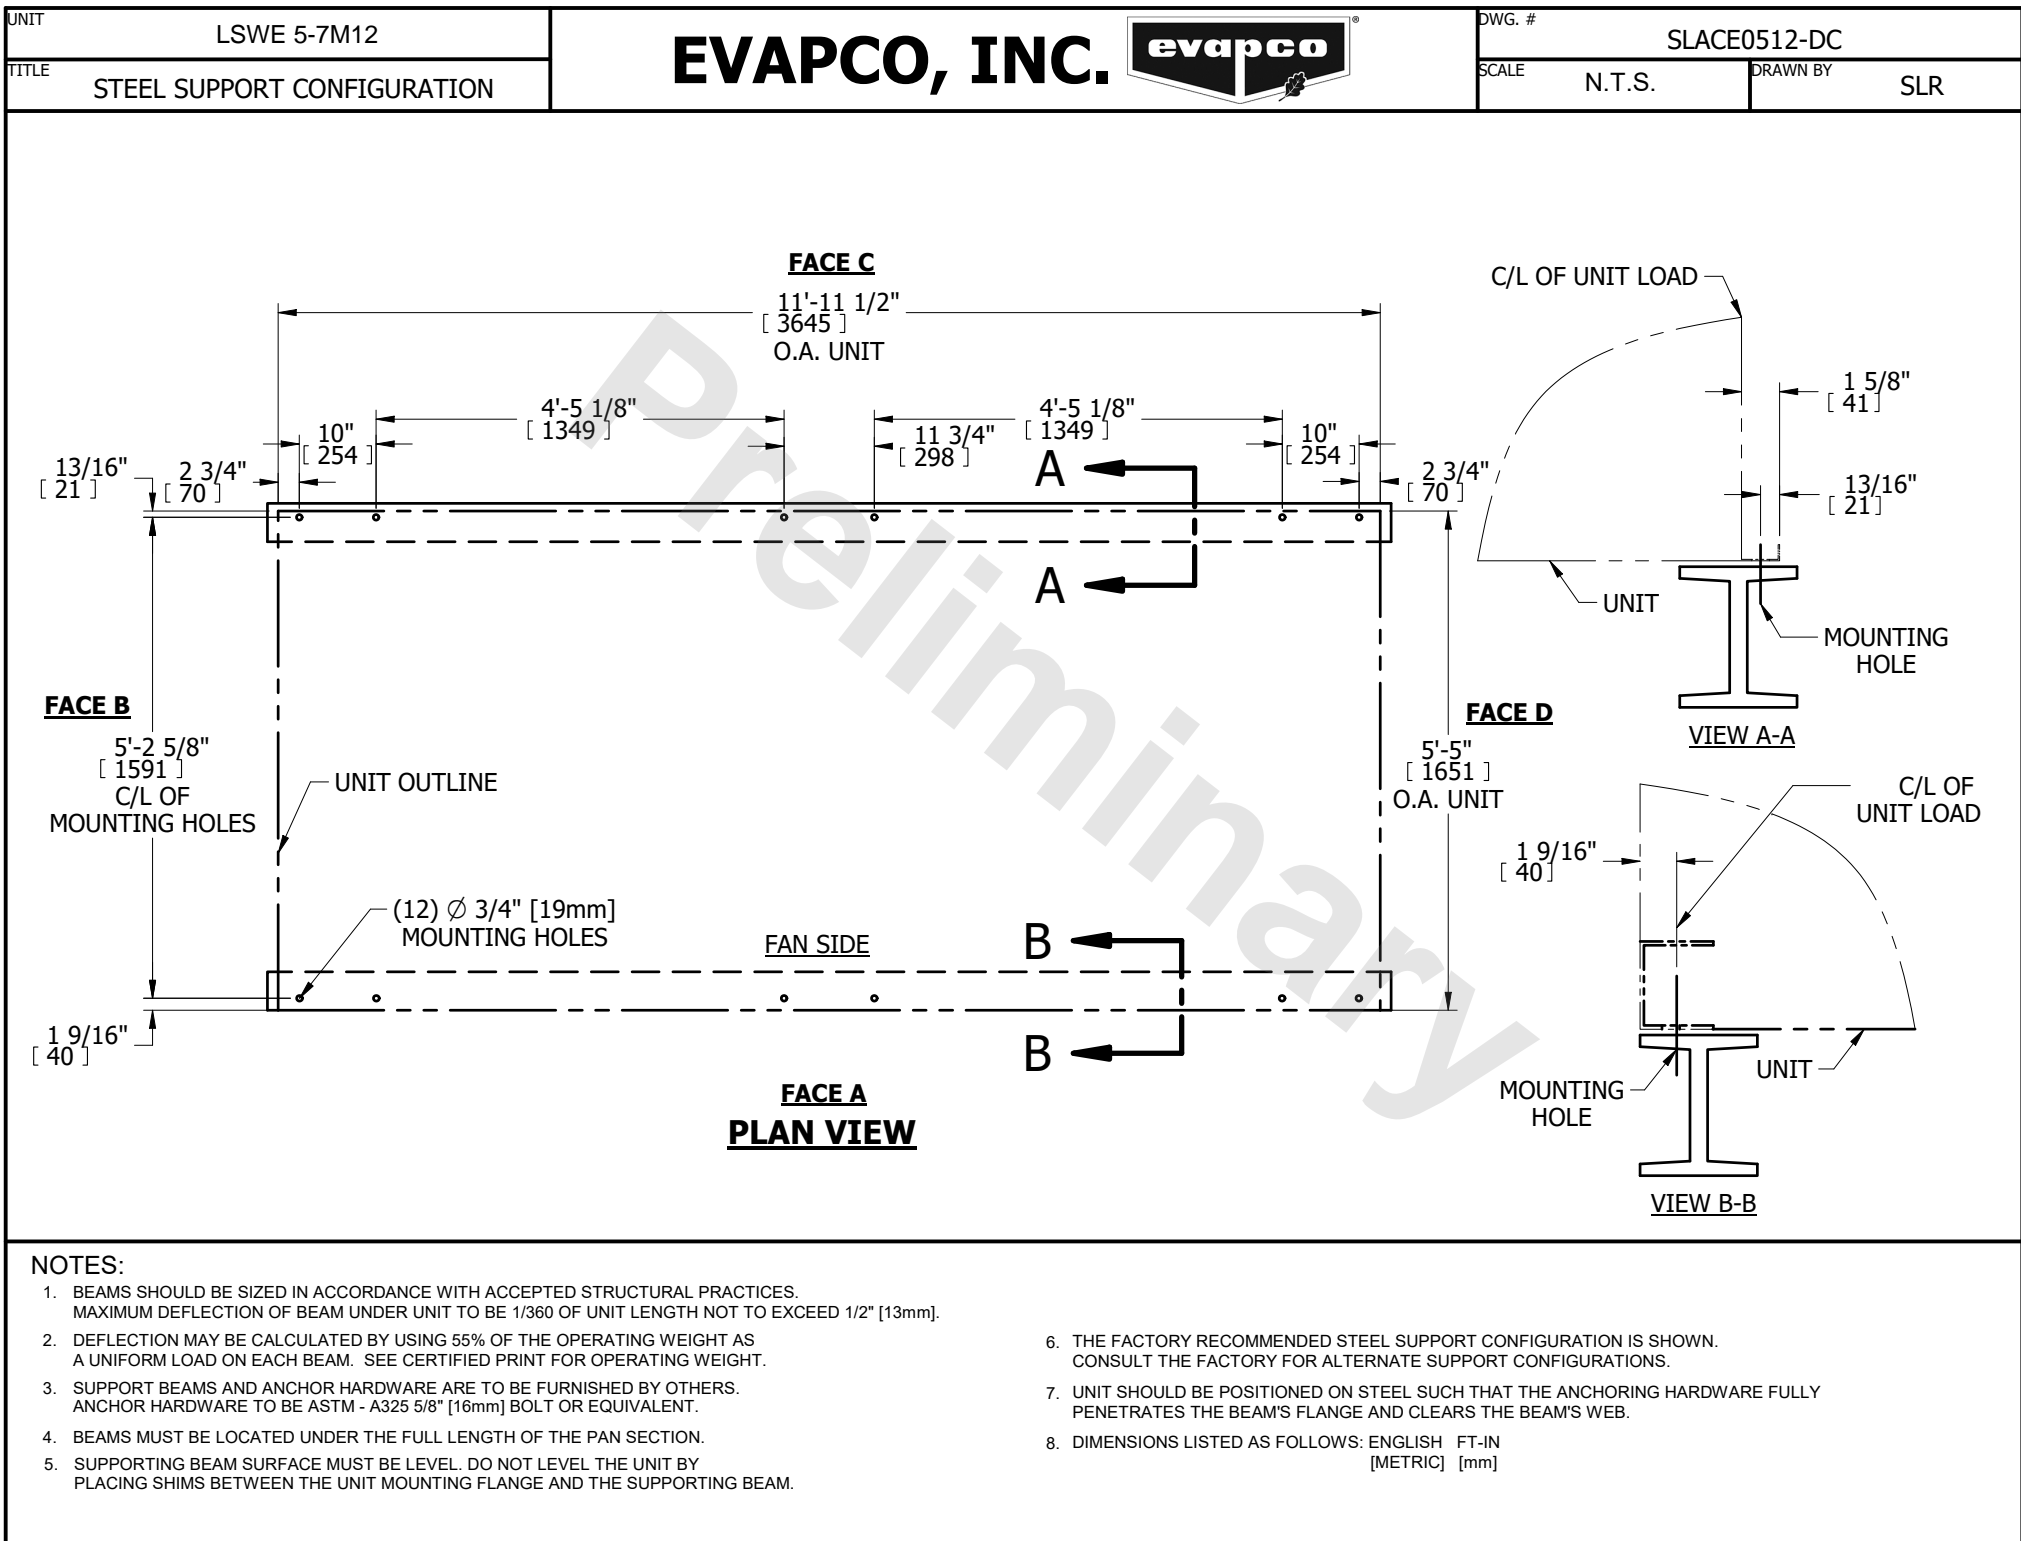 UNIT
LSWE 5-7M12
TITLE
STEEL SUPPORT CONFIGURATION
EVAPCO, INC.
evapco
®
DWG. #
SLACE0512-DC
SCALE
N.T.S.
DRAWN BY
SLR
FACE C
11'-11 1/2"
[ 3645 ]
O.A. UNIT
4'-5 1/8"
[ 1349 ]
4'-5 1/8"
[ 1349 ]
10"
[ 254 ]
11 3/4"
[ 298 ]
10"
[ 254 ]
13/16"
[ 21 ]
2 3/4"
[ 70 ]
2 3/4"
[ 70 ]
A
A
FACE B
5'-2 5/8"
[ 1591 ]
C/L OF
MOUNTING HOLES
UNIT OUTLINE
(12) ∅ 3/4" [19mm]
MOUNTING HOLES
FAN SIDE
B
B
1 9/16"
[ 40 ]
FACE A
PLAN VIEW
FACE D
5'-5"
[ 1651 ]
O.A. UNIT
Preliminary
C/L OF UNIT LOAD
1 5/8"
[ 41 ]
13/16"
[ 21 ]
UNIT
MOUNTING
HOLE
VIEW A-A
C/L OF
UNIT LOAD
1 9/16"
[ 40 ]
UNIT
MOUNTING
HOLE
VIEW B-B
NOTES:
1. BEAMS SHOULD BE SIZED IN ACCORDANCE WITH ACCEPTED STRUCTURAL PRACTICES.
MAXIMUM DEFLECTION OF BEAM UNDER UNIT TO BE 1/360 OF UNIT LENGTH NOT TO EXCEED 1/2" [13mm].
2. DEFLECTION MAY BE CALCULATED BY USING 55% OF THE OPERATING WEIGHT AS
A UNIFORM LOAD ON EACH BEAM. SEE CERTIFIED PRINT FOR OPERATING WEIGHT.
3. SUPPORT BEAMS AND ANCHOR HARDWARE ARE TO BE FURNISHED BY OTHERS.
ANCHOR HARDWARE TO BE ASTM - A325 5/8" [16mm] BOLT OR EQUIVALENT.
4. BEAMS MUST BE LOCATED UNDER THE FULL LENGTH OF THE PAN SECTION.
5. SUPPORTING BEAM SURFACE MUST BE LEVEL. DO NOT LEVEL THE UNIT BY
PLACING SHIMS BETWEEN THE UNIT MOUNTING FLANGE AND THE SUPPORTING BEAM.
6. THE FACTORY RECOMMENDED STEEL SUPPORT CONFIGURATION IS SHOWN.
CONSULT THE FACTORY FOR ALTERNATE SUPPORT CONFIGURATIONS.
7. UNIT SHOULD BE POSITIONED ON STEEL SUCH THAT THE ANCHORING HARDWARE FULLY
PENETRATES THE BEAM'S FLANGE AND CLEARS THE BEAM'S WEB.
8. DIMENSIONS LISTED AS FOLLOWS: ENGLISH FT-IN
[METRIC] [mm]